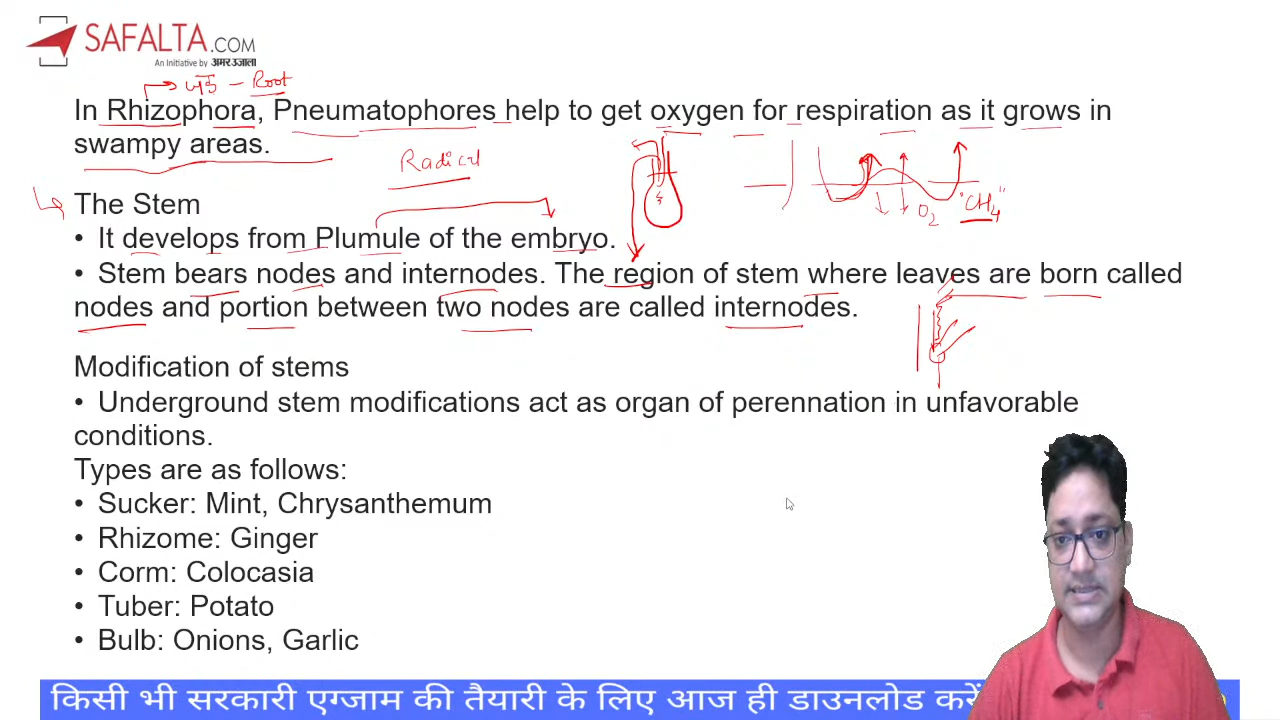 SAFALTA.COM
An Initiative by अमर उजाला
जड़ - Root
In Rhizophora, Pneumatophores help to get oxygen for respiration as it grows in
swampy areas.
Radical
O2 "CH4"
The Stem
• It develops from Plumule of the embryo.
• Stem bears nodes and internodes. The region of stem where leaves are born called
nodes and portion between two nodes are called internodes.
Modification of stems
• Underground stem modifications act as organ of perennation in unfavorable
conditions.
Types are as follows:
• Sucker: Mint, Chrysanthemum
• Rhizome: Ginger
• Corm: Colocasia
• Tuber: Potato
• Bulb: Onions, Garlic
किसी भी सरकारी एग्जाम की तैयारी के लिए आज ही डाउनलोड करें